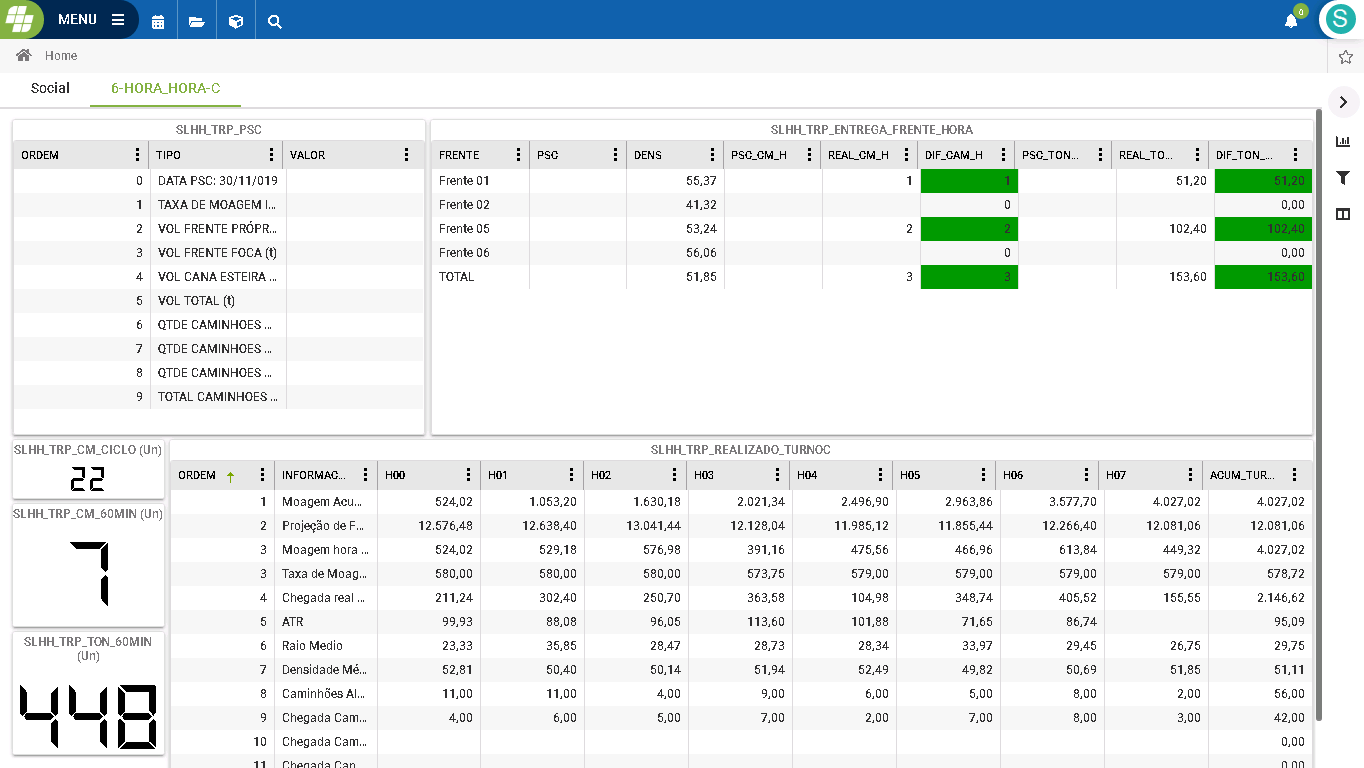 MENU
0
S
Home
Social 6-HORA_HORA-C
SLHH_TRP_PSC
ORDEM TIPO VALOR
0 DATA PSC: 30/11/019
1 TAXA DE MOAGEM I...
2 VOL FRENTE PRÓPR...
3 VOL FRENTE FOCA (t)
4 VOL CANA ESTEIRA ...
5 VOL TOTAL (t)
6 QTDE CAMINHOES ...
7 QTDE CAMINHOES ...
8 QTDE CAMINHOES ...
9 TOTAL CAMINHOES ...
SLHH_TRP_ENTREGA_FRENTE_HORA
FRENTE PSC DENS PSC_CM_H REAL_CM_H DIF_CAM_H PSC_TON... REAL_TO... DIF_TON_...
Frente 01 55,37 1 1 51,20 51,20
Frente 02 41,32 0 0,00
Frente 05 53,24 2 2 102,40 102,40
Frente 06 56,06 0 0,00
TOTAL 51,85 3 3 153,60 153,60
SLHH_TRP_CM_CICLO (Un)
22
SLHH_TRP_CM_60MIN (Un)
7
SLHH_TRP_TON_60MIN
(Un)
448
SLHH_TRP_REALIZADO_TURNOC
ORDEM INFORMAC... H00 H01 H02 H03 H04 H05 H06 H07 ACUM_TUR...
1 Moagem Acu... 524,02 1.053,20 1.630,18 2.021,34 2.496,90 2.963,86 3.577,70 4.027,02 4.027,02
2 Projeção de F... 12.576,48 12.638,40 13.041,44 12.128,04 11.985,12 11.855,44 12.266,40 12.081,06 12.081,06
3 Moagem hora ... 524,02 529,18 576,98 391,16 475,56 466,96 613,84 449,32 4.027,02
3 Taxa de Moag... 580,00 580,00 580,00 573,75 579,00 579,00 579,00 579,00 578,72
4 Chegada real ... 211,24 302,40 250,70 363,58 104,98 348,74 405,52 155,55 2.146,62
5 ATR 99,93 88,08 96,05 113,60 101,88 71,65 86,74 95,09
6 Raio Medio 23,33 35,85 28,47 28,73 28,34 33,97 29,45 26,75 29,75
7 Densidade Mé... 52,81 50,40 50,14 51,94 52,49 49,82 50,69 51,85 51,11
8 Caminhões Al... 11,00 11,00 4,00 9,00 6,00 5,00 8,00 2,00 56,00
9 Chegada Cam... 4,00 6,00 5,00 7,00 2,00 7,00 8,00 3,00 42,00
10 Chegada Cam... 0,00
11 Chegada Can... 0,00